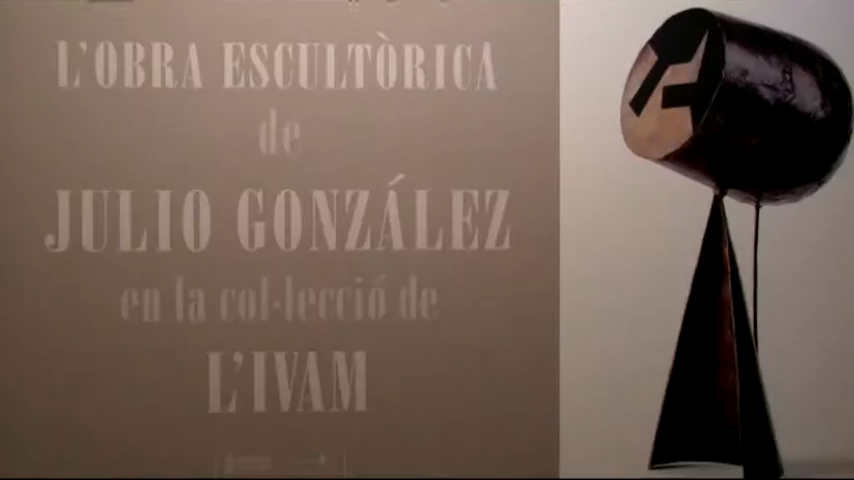 L'OBRA ESCULTÒRICA
de
JULIO GONZÁLEZ
en la col·lecció de
L'IVAM